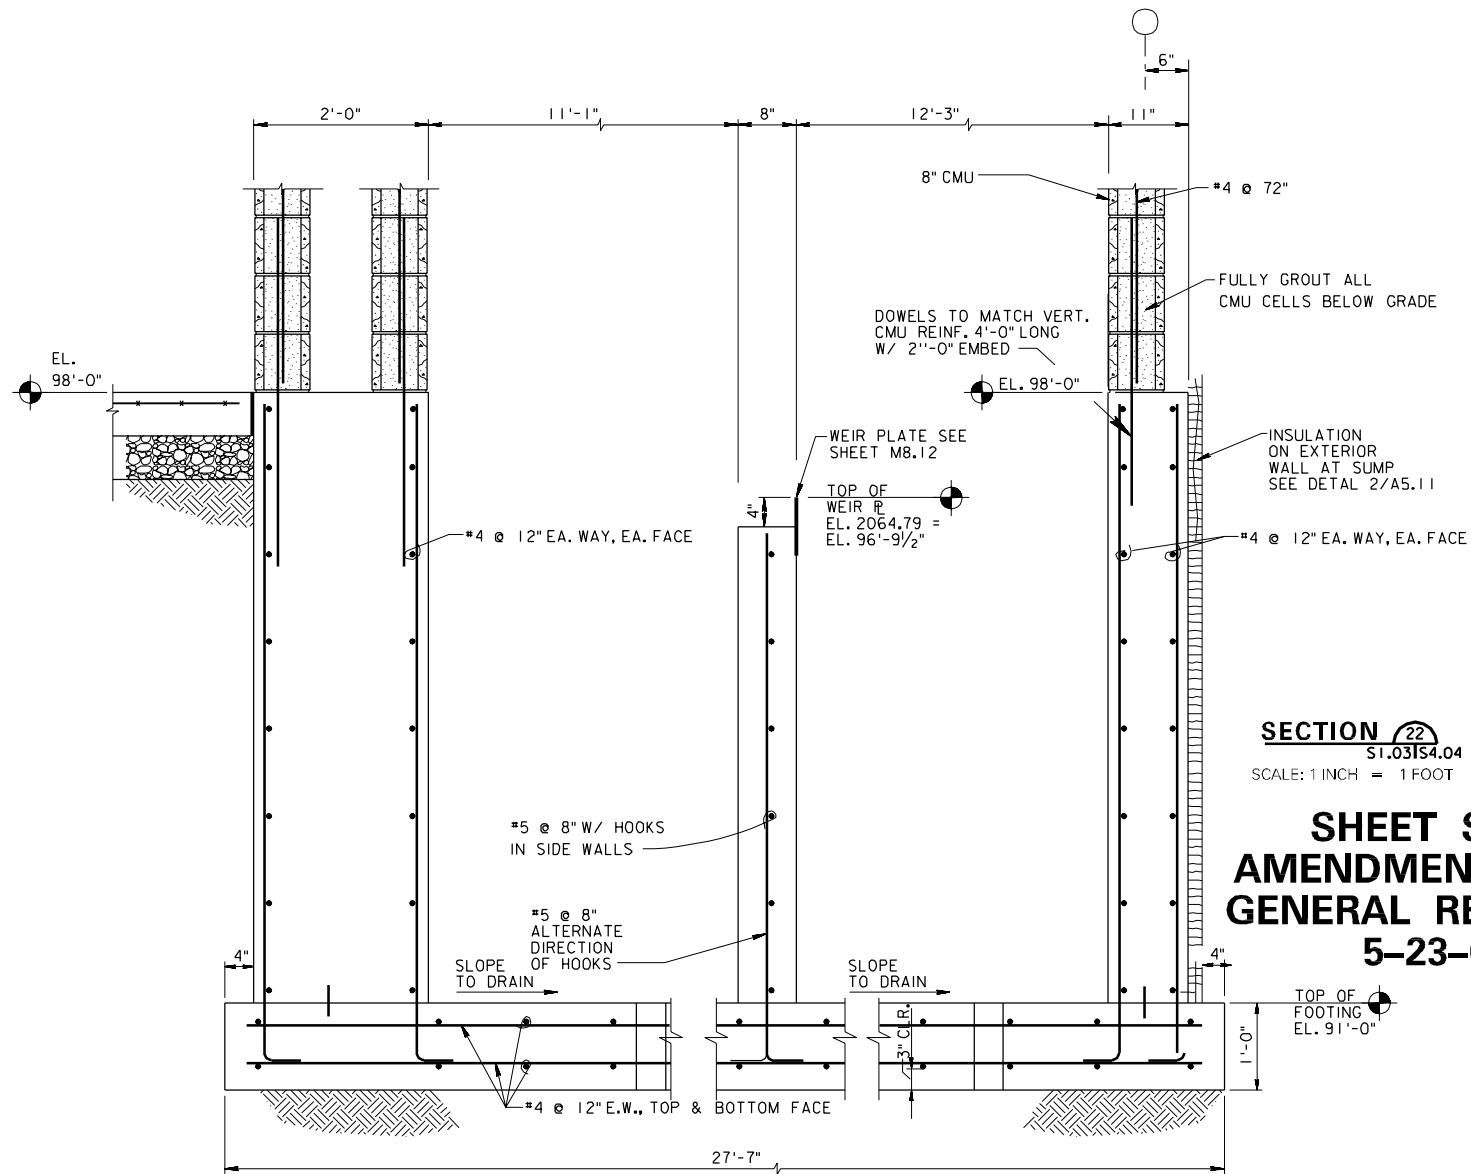 6"
2'-0"
11'-1"
8"
12'-3"
11"
8" CMU
#4 @ 72"
FULLY GROUT ALL
CMU CELLS BELOW GRADE
DOWELS TO MATCH VERT.
CMU REINF. 4'-0" LONG
W/ 2''-0" EMBED
EL.
98'-0"
EL. 98'-0"
WEIR PLATE SEE
SHEET M8.12
INSULATION
ON EXTERIOR
WALL AT SUMP
SEE DETAL 2/A5.11
4"
TOP OF
WEIR PL
EL. 2064.79 =
EL. 96'-9½"
#4 @ 12" EA. WAY, EA. FACE
#4 @ 12" EA. WAY, EA. FACE
SECTION 22
S1.03 S4.04
SCALE: 1 INCH = 1 FOOT
#5 @ 8" W/ HOOKS
IN SIDE WALLS
SHEET S
AMENDMEN
GENERAL RE
5-23-
#5 @ 8"
ALTERNATE
DIRECTION
OF HOOKS
4"
SLOPE
TO DRAIN
SLOPE
TO DRAIN
4"
TOP OF
FOOTING
EL. 91'-0"
3" CLR.
1'-0"
#4 @ 12" E.W., TOP & BOTTOM FACE
27'-7"